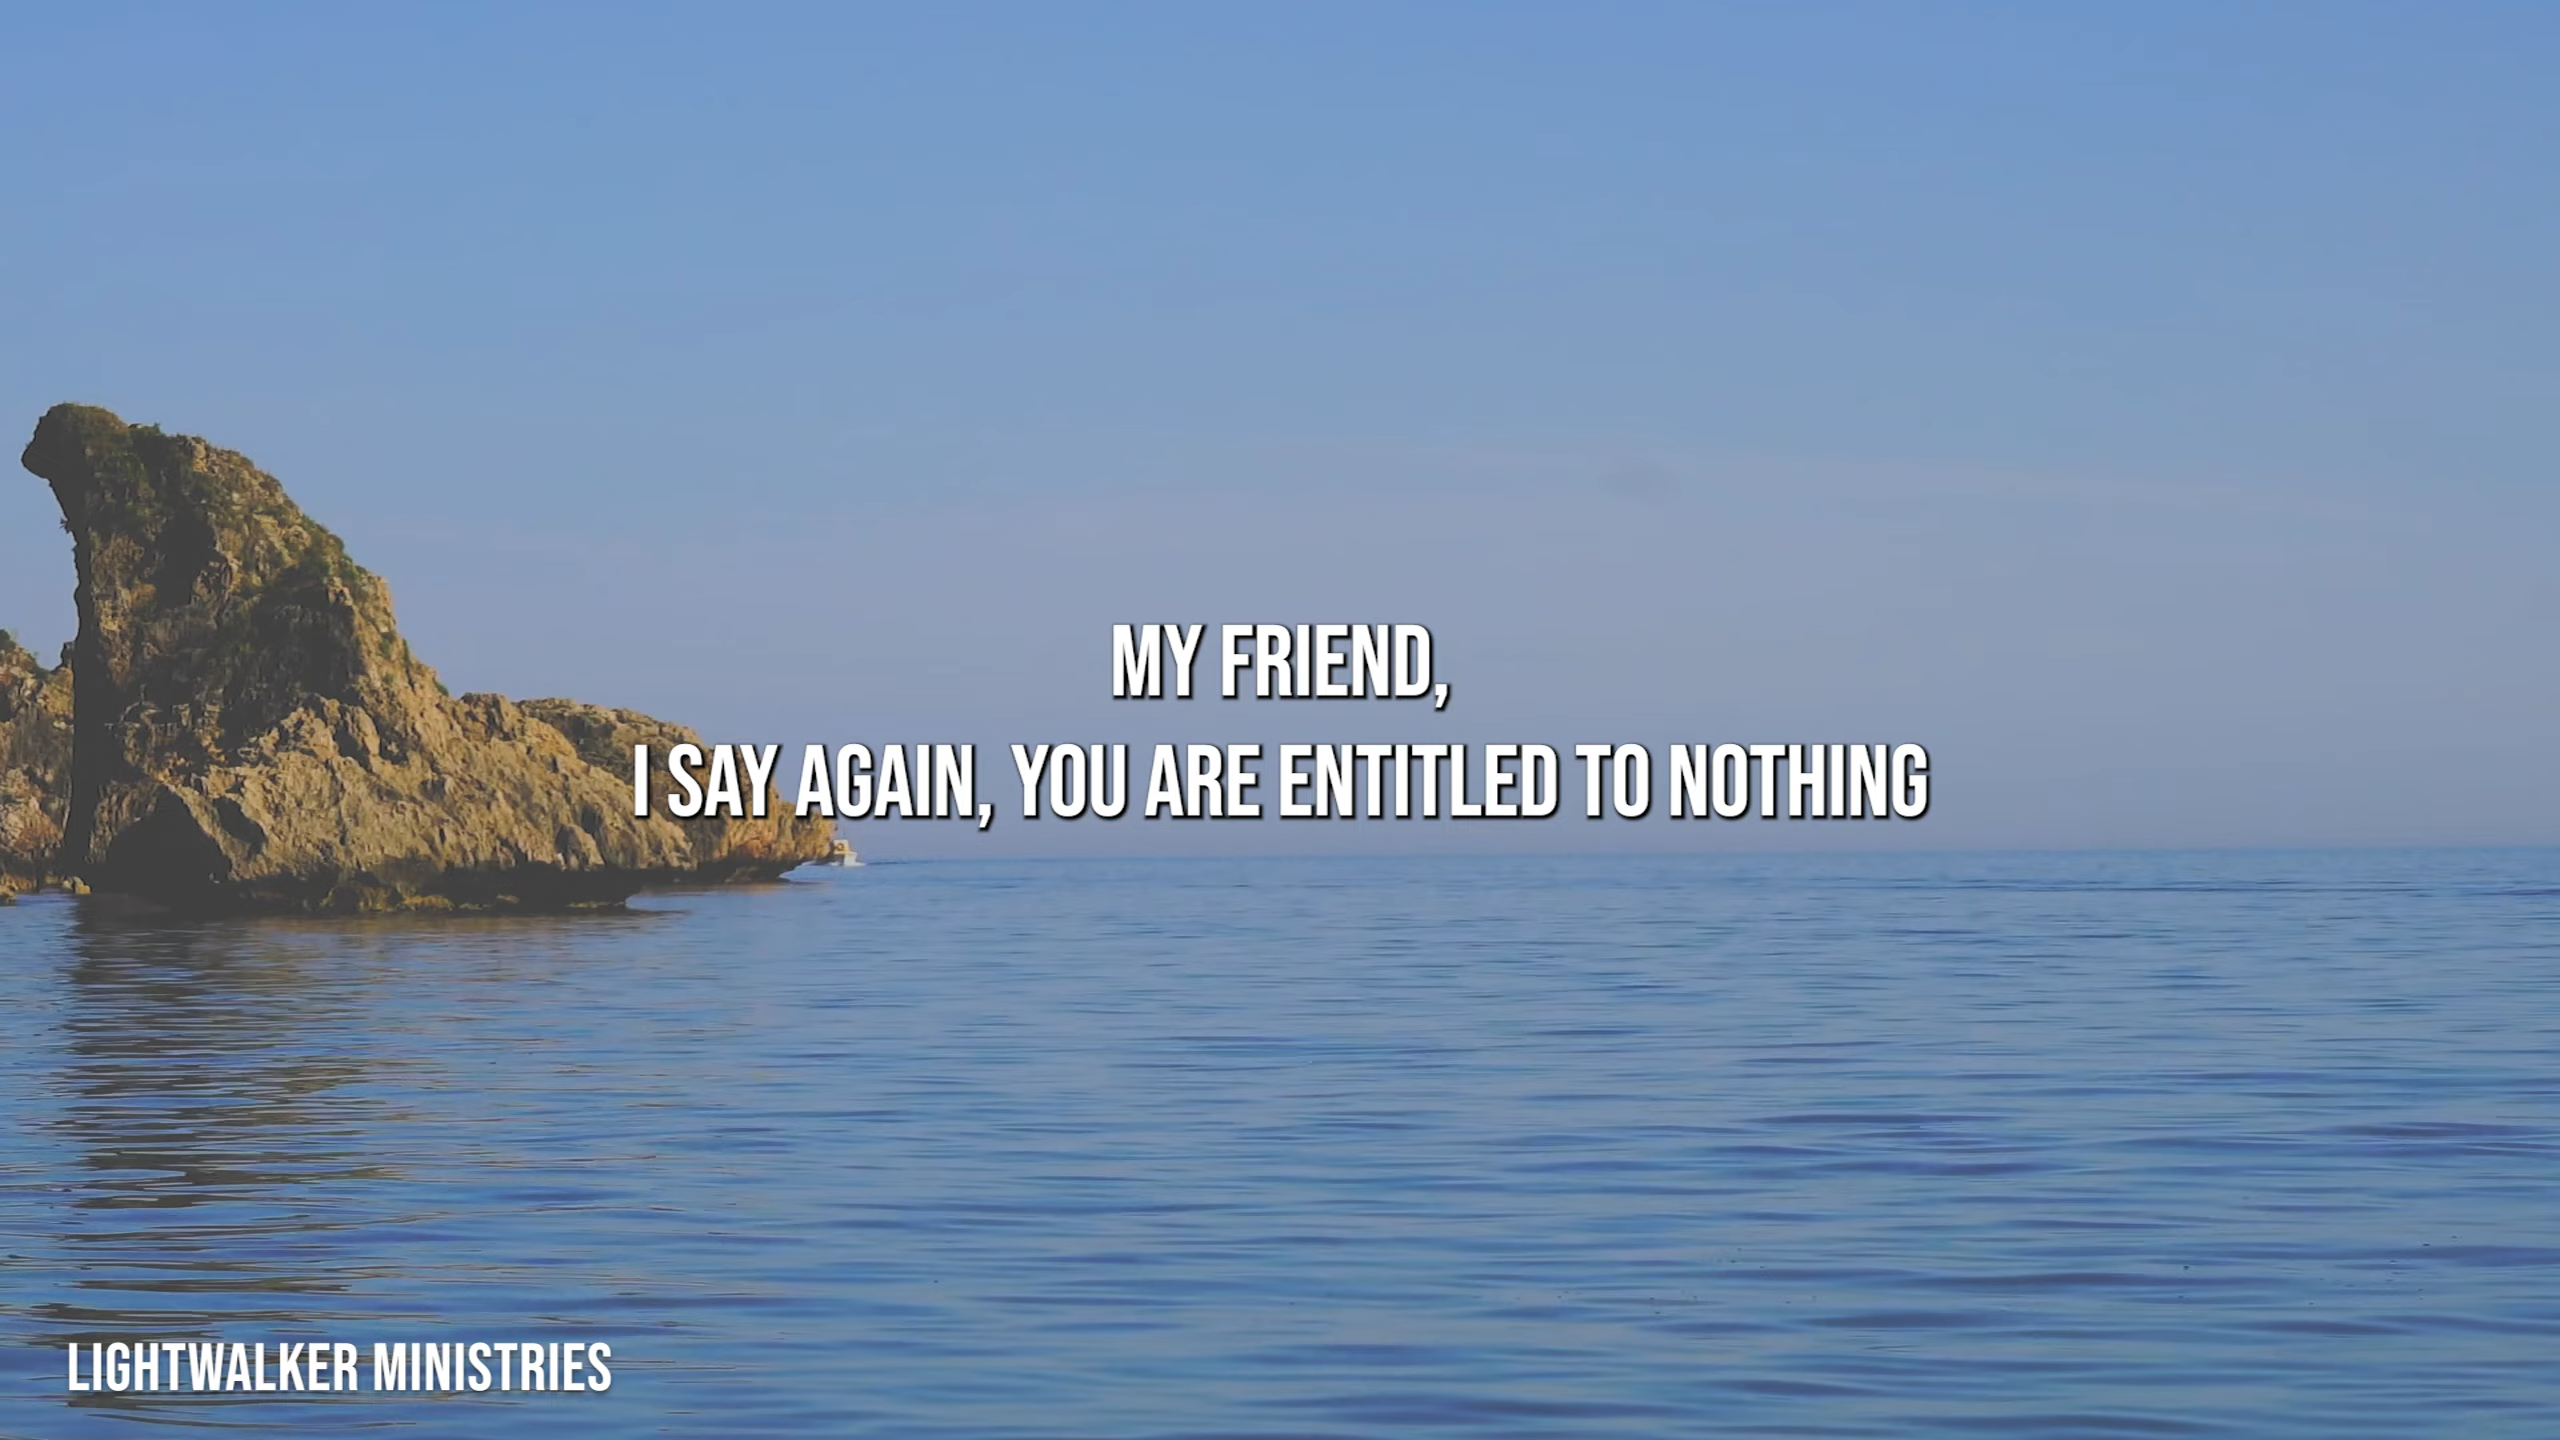 MY FRIEND,
I SAY AGAIN, YOU ARE ENTITLED TO NOTHING
LIGHTWALKER MINISTRIES